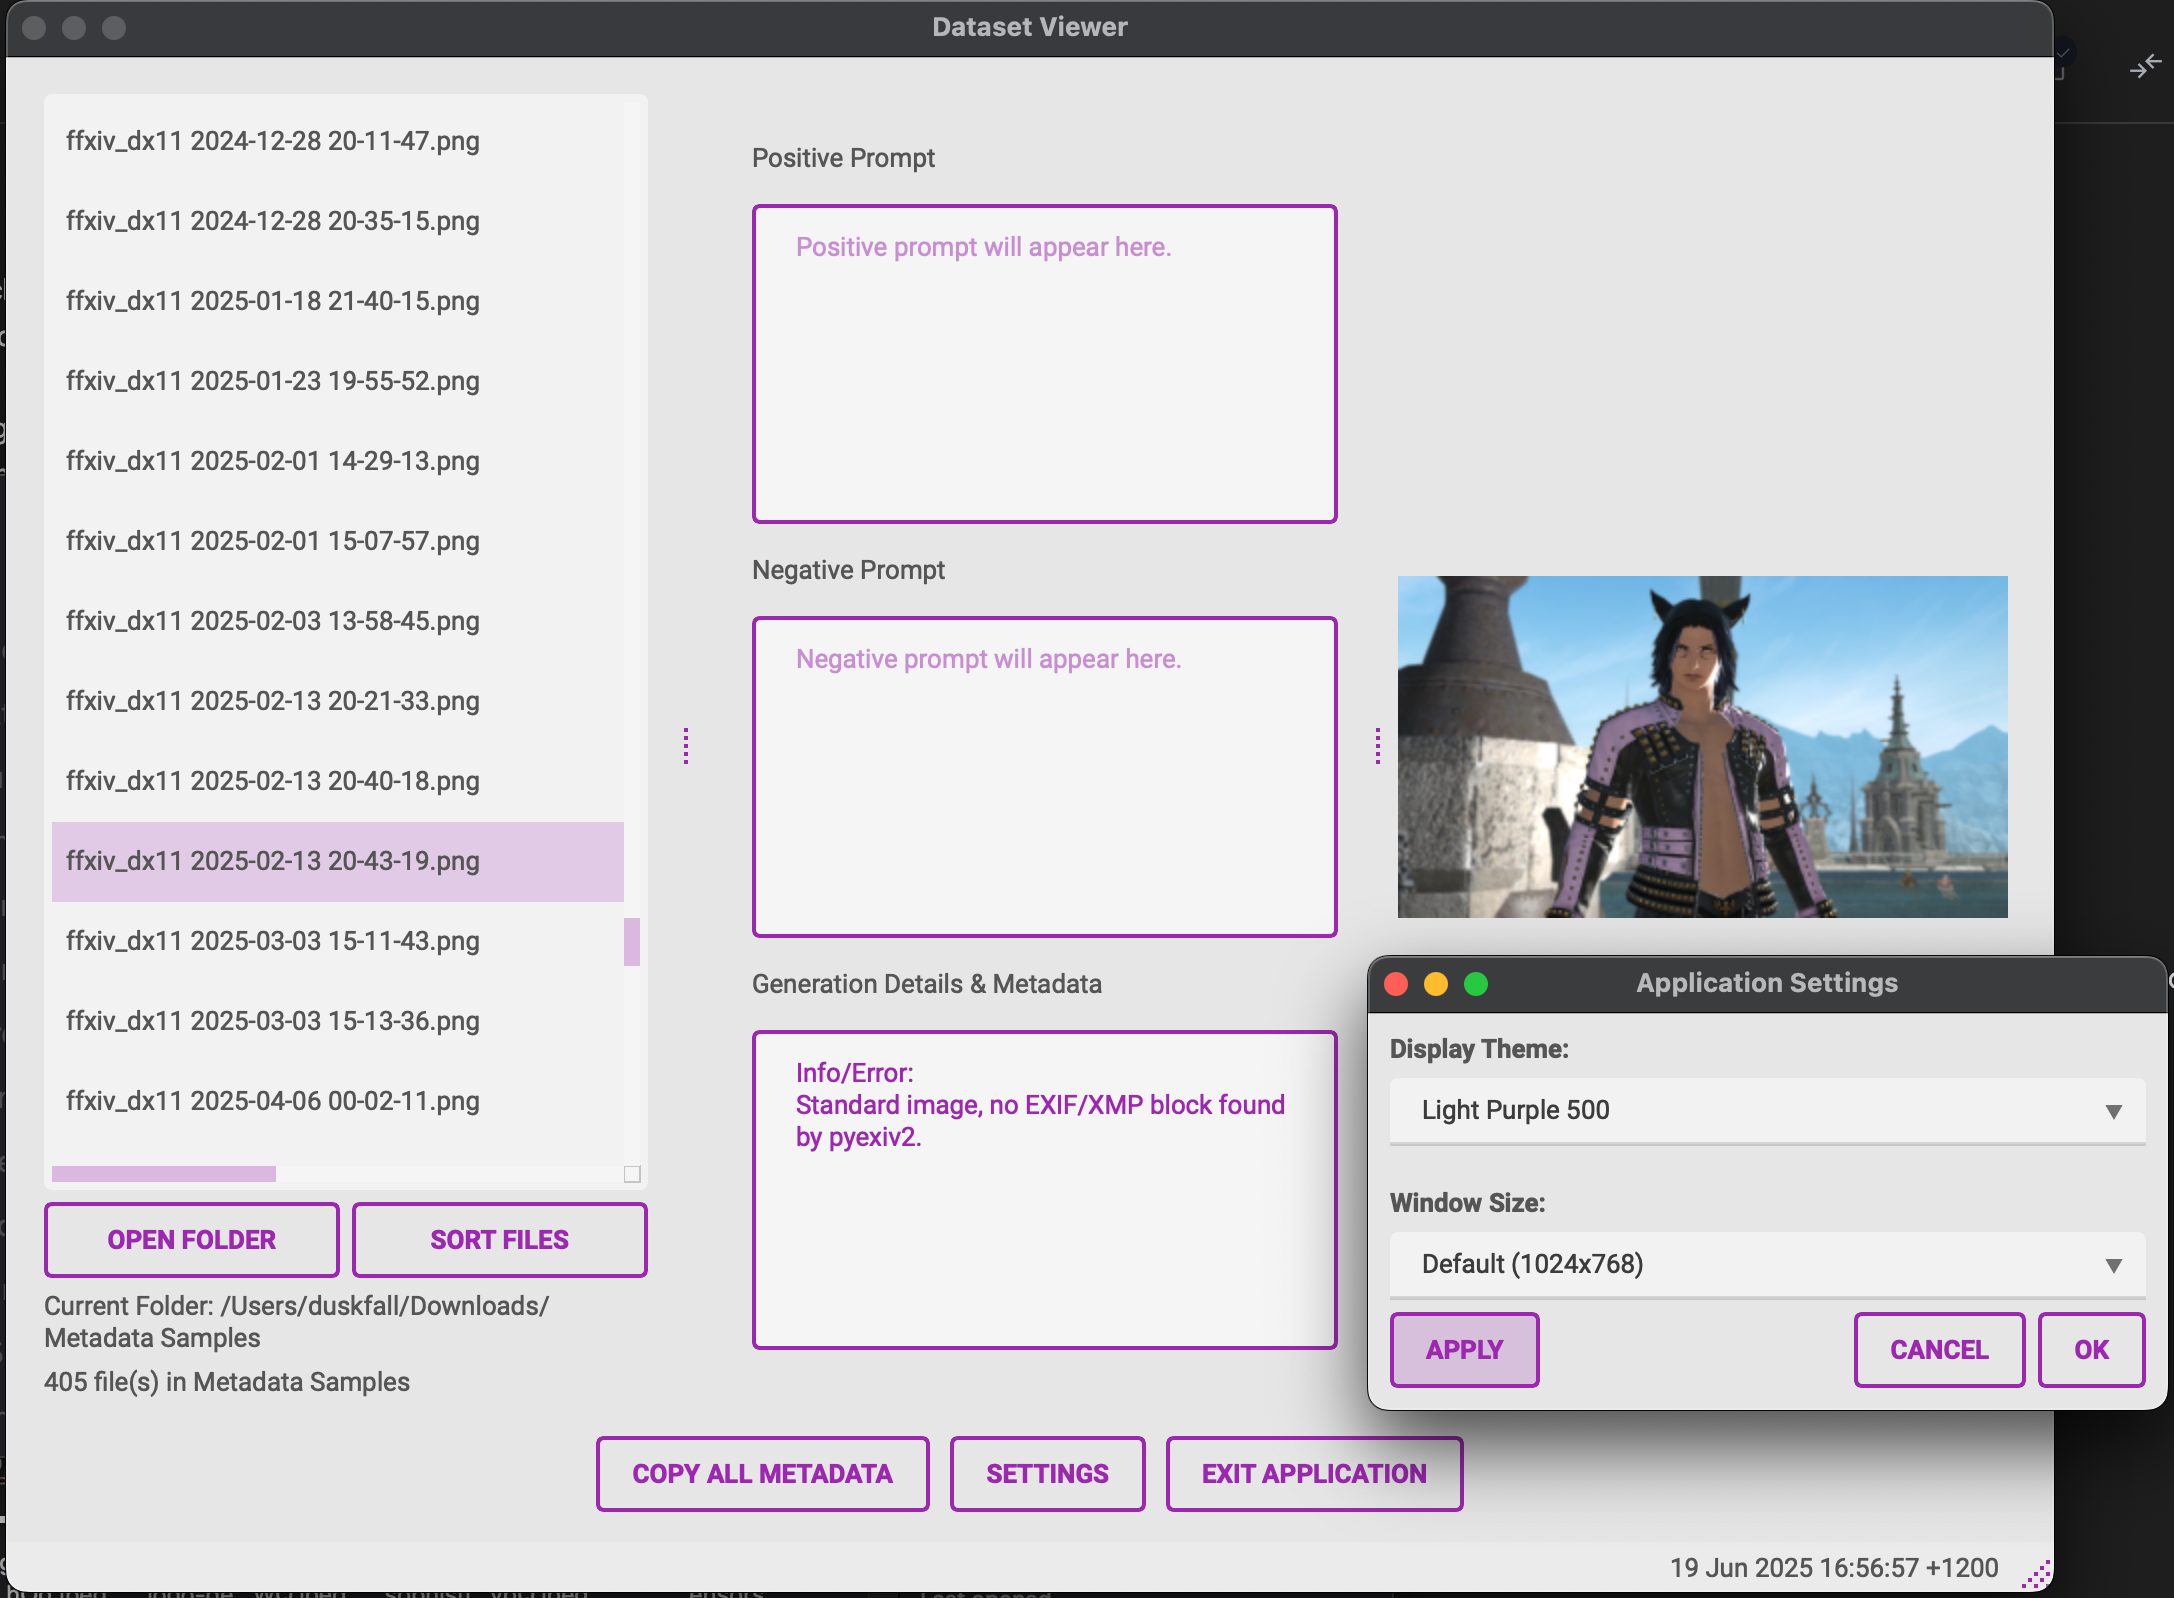 Dataset Viewer
ffxiv_dx11 2024-12-28 20-11-47.png
ffxiv_dx11 2024-12-28 20-35-15.png
ffxiv_dx11 2025-01-18 21-40-15.png
ffxiv_dx11 2025-01-23 19-55-52.png
ffxiv_dx11 2025-02-01 14-29-13.png
ffxiv_dx11 2025-02-01 15-07-57.png
ffxiv_dx11 2025-02-03 13-58-45.png
ffxiv_dx11 2025-02-13 20-21-33.png
ffxiv_dx11 2025-02-13 20-40-18.png
ffxiv_dx11 2025-02-13 20-43-19.png
ffxiv_dx11 2025-03-03 15-11-43.png
ffxiv_dx11 2025-03-03 15-13-36.png
ffxiv_dx11 2025-04-06 00-02-11.png
OPEN FOLDER
SORT FILES
Current Folder: /Users/duskfall/Downloads/
Metadata Samples
405 file(s) in Metadata Samples
Positive Prompt
Positive prompt will appear here.
Negative Prompt
Negative prompt will appear here.
Generation Details & Metadata
Info/Error:
Standard image, no EXIF/XMP block found
by pyexiv2.
Application Settings
Display Theme:
Light Purple 500
Window Size:
Default (1024x768)
APPLY
CANCEL
OK
COPY ALL METADATA
SETTINGS
EXIT APPLICATION
19 Jun 2025 16:56:57 +1200